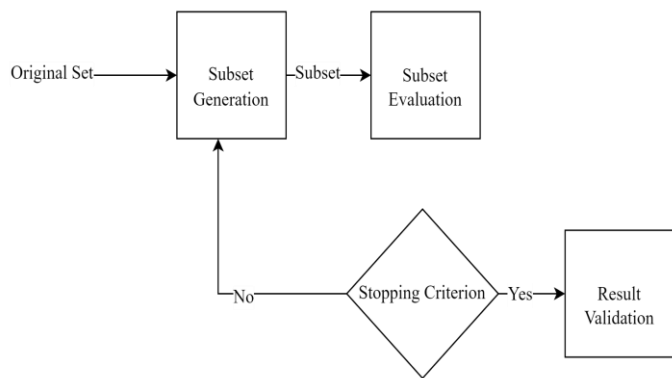 Original Set
Subset
Generation
Subset
Subset
Evaluation
No
Stopping Criterion
Yes
Result
Validation